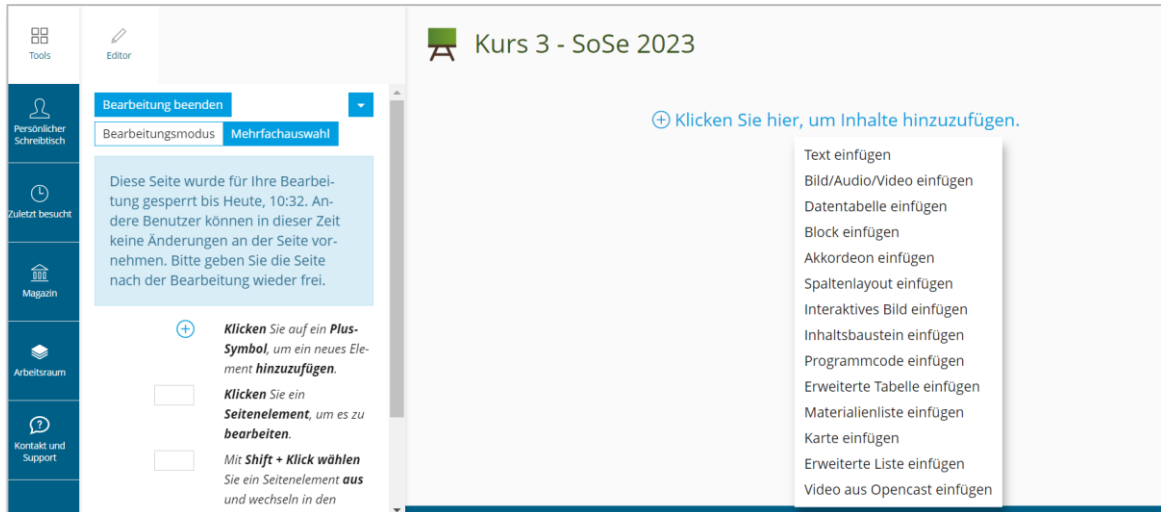 Tools
Editor
Kurs 3 - SoSe 2023
Persönlicher
Schreibtisch
Zuletzt besucht
Magazin
Arbeitsraum
Kontakt und
Support
Bearbeitung beenden
Bearbeitungsmodus Mehrfachauswahl
Diese Seite wurde für Ihre Bearbei-
tung gesperrt bis Heute, 10:32. An-
dere Benutzer können in dieser Zeit
keine Änderungen an der Seite vor-
nehmen. Bitte geben Sie die Seite
nach der Bearbeitung wieder frei.
Klicken Sie auf ein Plus-
Symbol, um ein neues Ele-
ment hinzuzufügen.
Klicken Sie ein
Seitenelement, um es zu
bearbeiten.
Mit Shift + Klick wählen
Sie ein Seitenelement aus
und wechseln in den
Klicken Sie hier, um Inhalte hinzuzufügen.
Text einfügen
Bild/Audio/Video einfügen
Datentabelle einfügen
Block einfügen
Akkordeon einfügen
Spaltenlayout einfügen
Interaktives Bild einfügen
Inhaltsbaustein einfügen
Programmcode einfügen
Erweiterte Tabelle einfügen
Materialienliste einfügen
Karte einfügen
Erweiterte Liste einfügen
Video aus Opencast einfügen